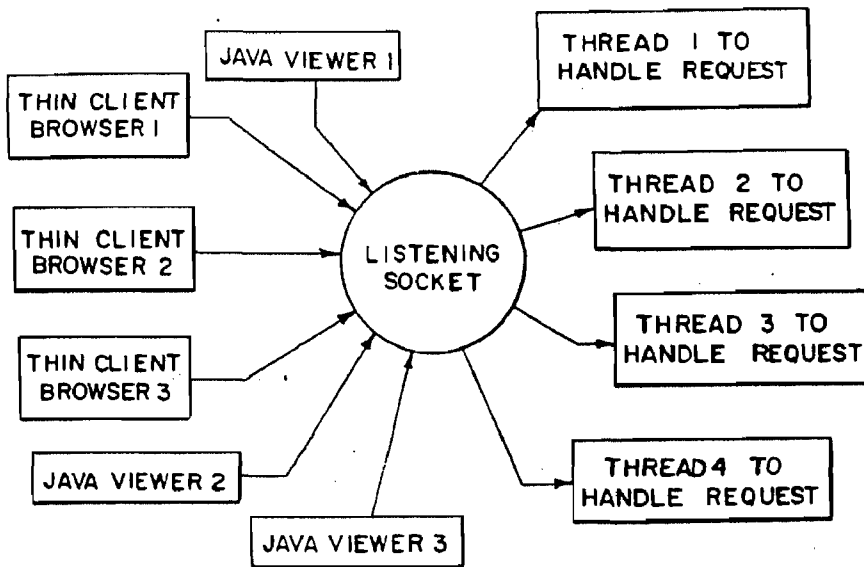 JAVA VIEWER 1
THIN CLIENT
BROWSER 1
THIN CLIENT
BROWSER 2
THIN CLIENT
BROWSER 3
JAVA VIEWER 2
JAVA VIEWER 3
LISTENING
SOCKET
THREAD 1 TO
HANDLE REQUEST
THREAD 2 TO
HANDLE REQUEST
THREAD 3 TO
HANDLE REQUEST
THREAD 4 TO
HANDLE REQUEST